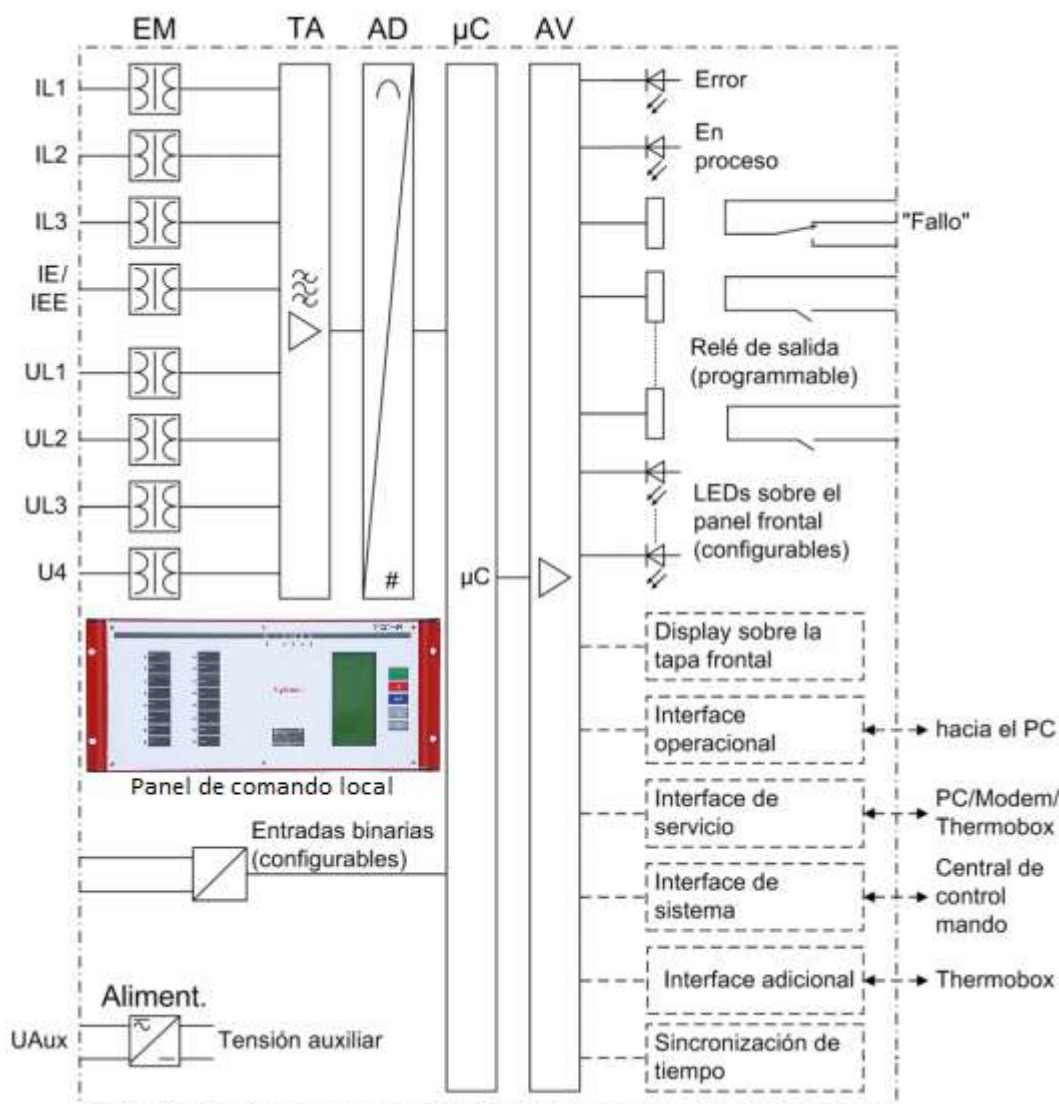 EM TA AD µC AV
IL1
IL2
IL3
IE/
IEE
UL1
UL2
UL3
U4
#
µC
Error
En
proceso
"Fallo"
Relé de salida
(programmable)
LEDs sobre el
panel frontal
(configurables)
Display sobre la
tapa frontal
Interface
operacional
hacia el PC
Interface de
servicio
PC/Modem/
Thermobox
Interface de
sistema
Central de
control
mando
Interface adicional
Thermobox
Sincronización de
tiempo
Panel de comando local
Entradas binarias
(configurables)
Aliment.
UAux
Tensión auxiliar